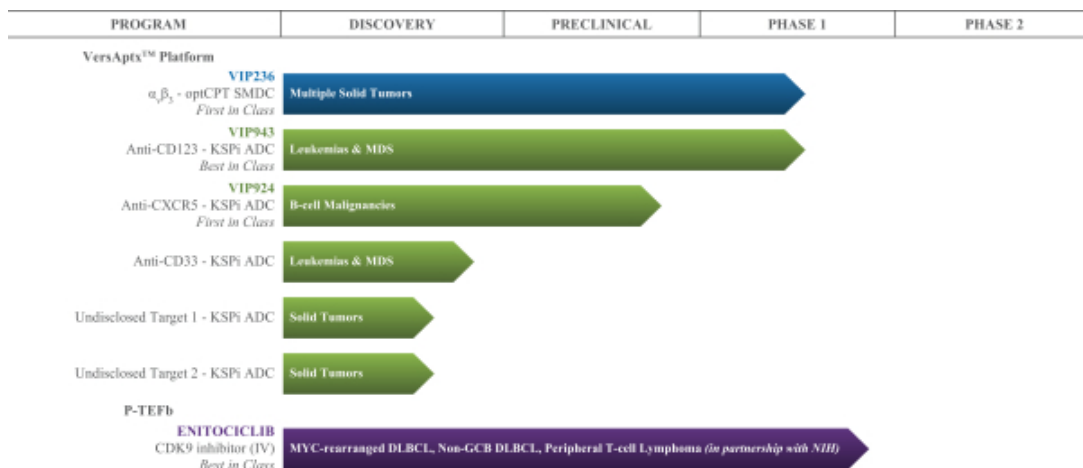 PROGRAM DISCOVERY PRECLINICAL PHASE 1 PHASE 2
VersAptx™ Platform
VIP236
αᵥβ₃ - optCPT SMDC
First in Class
Multiple Solid Tumors
VIP943
Anti-CD123 - KSPi ADC
Best in Class
Leukemias & MDS
VIP924
Anti-CXCR5 - KSPi ADC
First in Class
B-cell Malignancies
Anti-CD33 - KSPi ADC
Leukemias & MDS
Undisclosed Target 1 - KSPi ADC
Solid Tumors
Undisclosed Target 2 - KSPi ADC
Solid Tumors
P-TEFb
ENITOCICLIB
CDK9 inhibitor (IV)
Best in Class
MYC-rearranged DLBCL, Non-GCB DLBCL, Peripheral T-cell Lymphoma (in partnership with NIH)